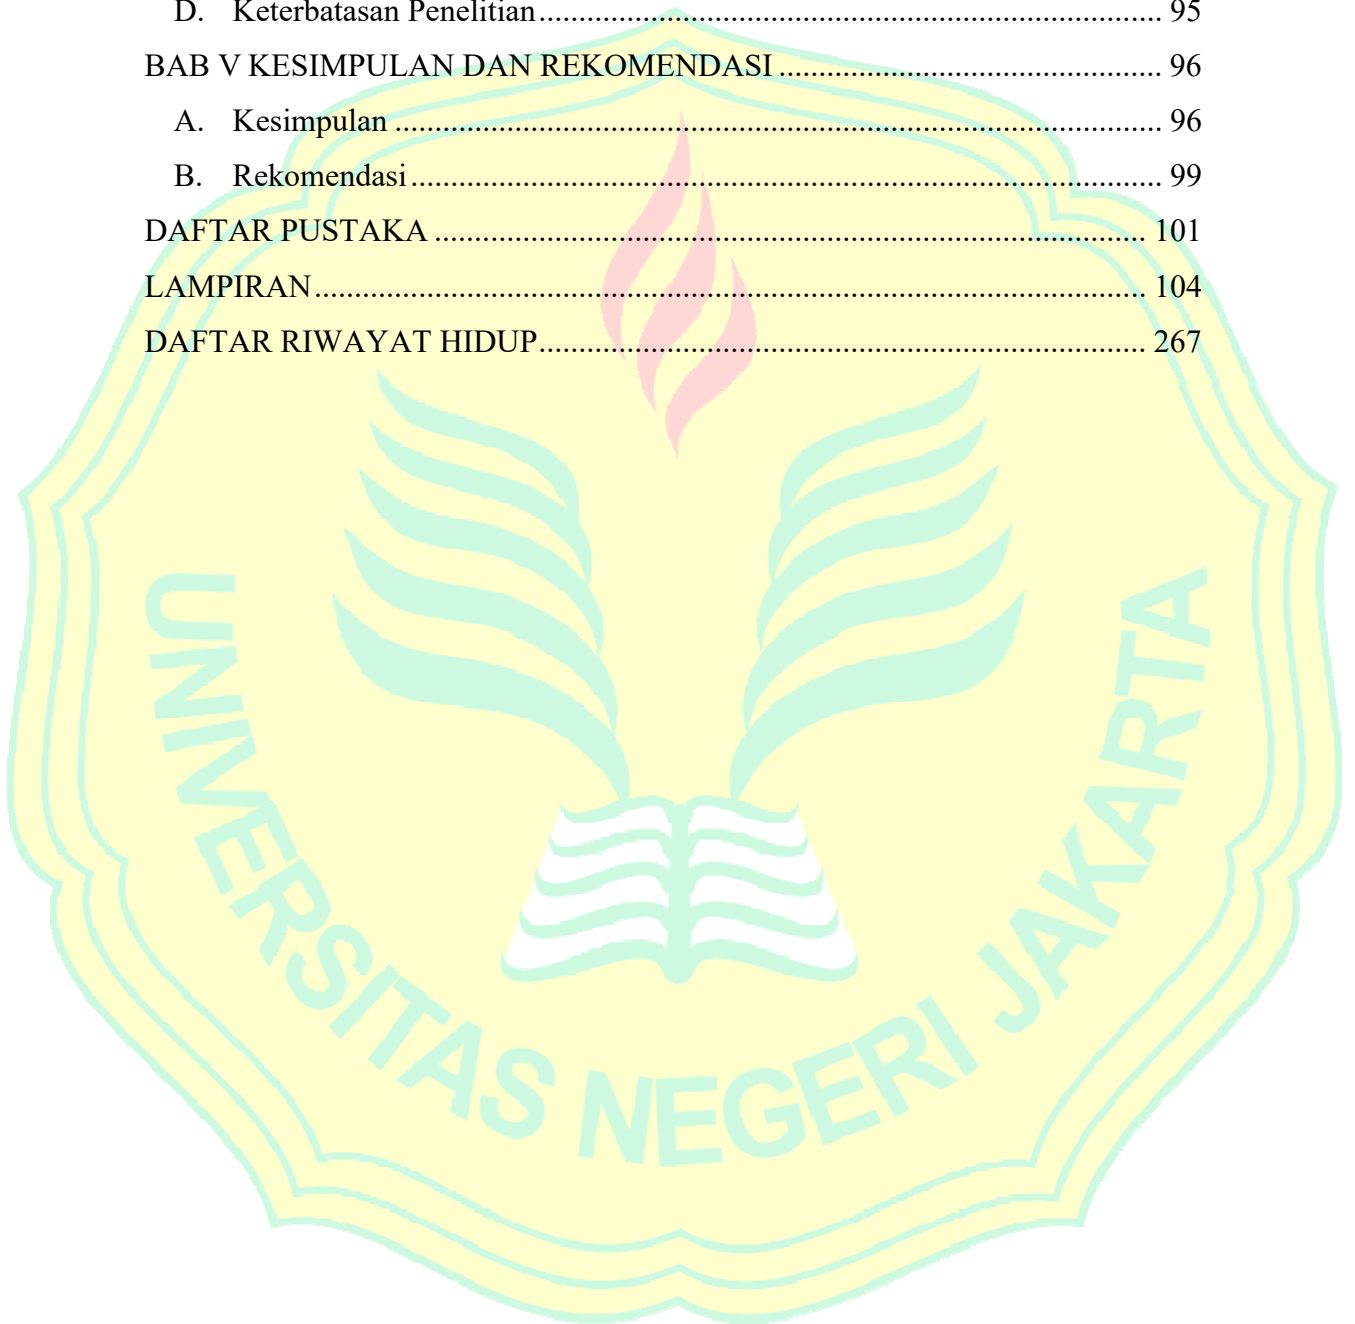 D. Keterbatasan Penelitian.............................................................................. 95
BAB V KESIMPULAN DAN REKOMENDASI ................................................ 96
A. Kesimpulan ................................................................................................ 96
B. Rekomendasi.............................................................................................. 99
DAFTAR PUSTAKA ......................................................................................... 101
LAMPIRAN........................................................................................................ 104
DAFTAR RIWAYAT HIDUP............................................................................ 267
UNIVERSITAS NEGERI JAKARTA